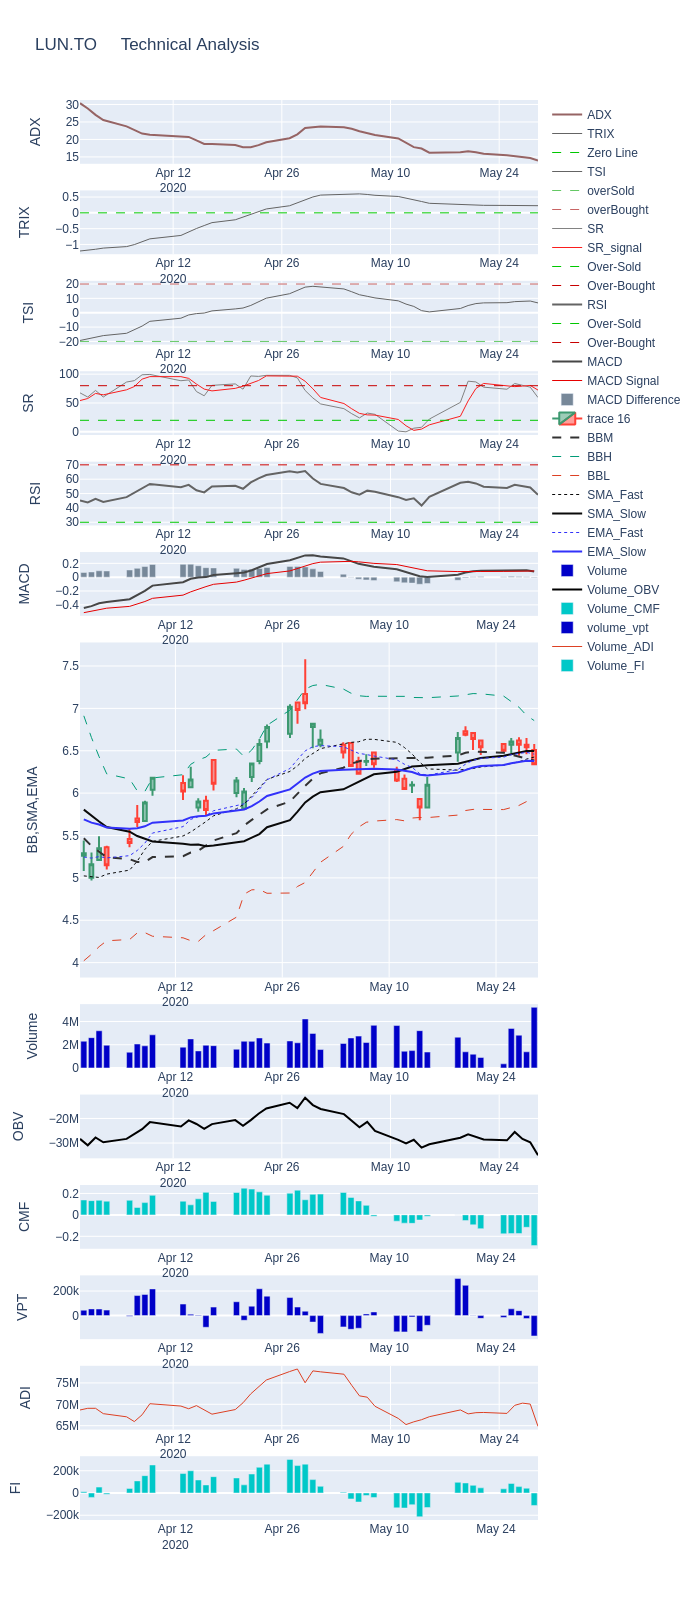 LUN.TO Technical Analysis
ADX
30
25
20
15
Apr 12
2020
Apr 26
May 10
May 24
TRIX
0.5
0
−0.5
−1
Apr 12
2020
Apr 26
May 10
May 24
TSI
20
10
0
−10
−20
Apr 12
2020
Apr 26
May 10
May 24
SR
100
50
0
Apr 12
2020
Apr 26
May 10
May 24
RSI
70
60
50
40
30
Apr 12
2020
Apr 26
May 10
May 24
MACD
0.2
0
−0.2
−0.4
Apr 12
2020
Apr 26
May 10
May 24
BB,SMA,EMA
7.5
7
6.5
6
5.5
5
4.5
4
Apr 12
2020
Apr 26
May 10
May 24
Volume
4M
2M
0
Apr 12
2020
Apr 26
May 10
May 24
OBV
−20M
−30M
Apr 12
2020
Apr 26
May 10
May 24
CMF
0.2
0
−0.2
Apr 12
2020
Apr 26
May 10
May 24
VPT
200k
0
Apr 12
2020
Apr 26
May 10
May 24
ADI
75M
70M
65M
Apr 12
2020
Apr 26
May 10
May 24
FI
200k
0
−200k
Apr 12
2020
Apr 26
May 10
May 24
ADX
TRIX
Zero Line
TSI
overSold
overBought
SR
SR_signal
Over-Sold
Over-Bought
RSI
Over-Sold
Over-Bought
MACD
MACD Signal
MACD Difference
trace 16
BBM
BBH
BBL
SMA_Fast
SMA_Slow
EMA_Fast
EMA_Slow
Volume
Volume_OBV
Volume_CMF
volume_vpt
Volume_ADI
Volume_FI